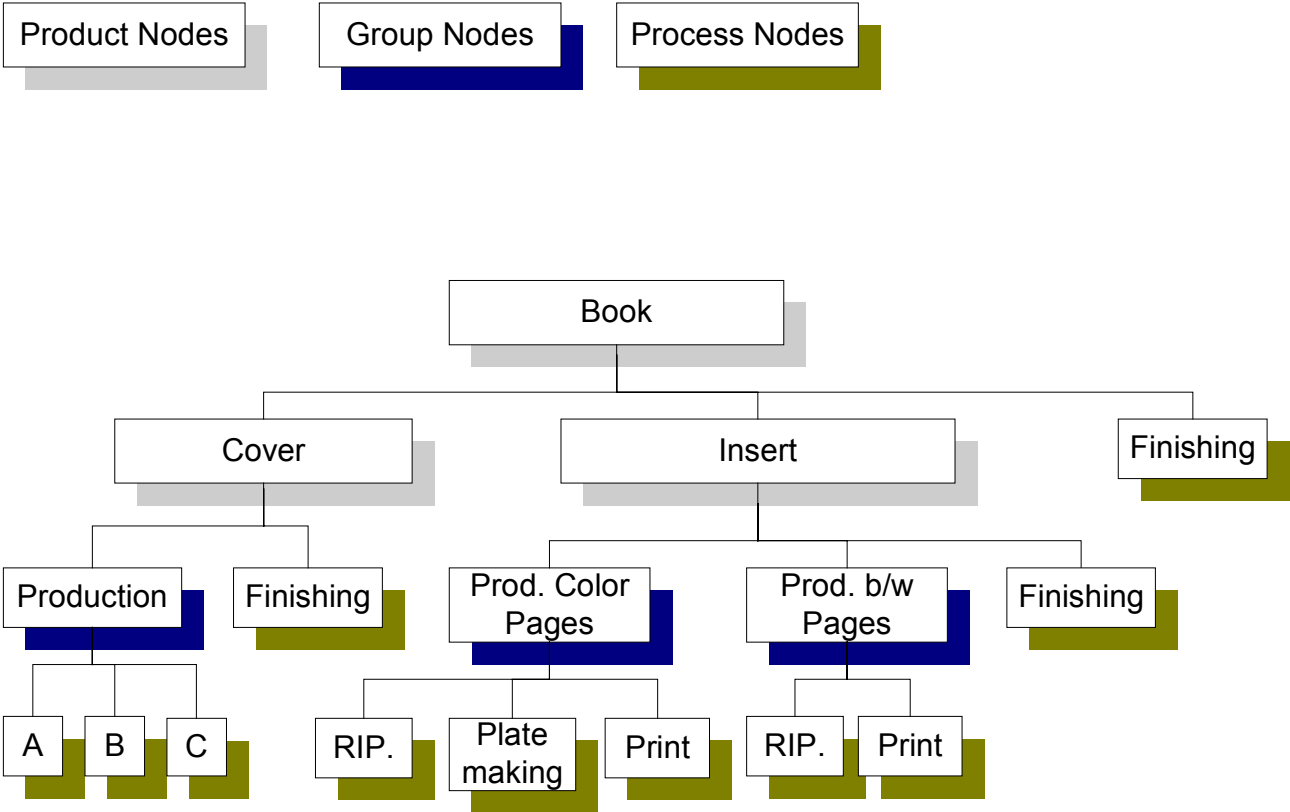 Product Nodes
Group Nodes
Process Nodes
Book
Cover
Insert
Finishing
Production
Finishing
Prod. Color
Pages
Prod. b/w
Pages
Finishing
A
B
C
RIP.
Plate
making
Print
RIP.
Print